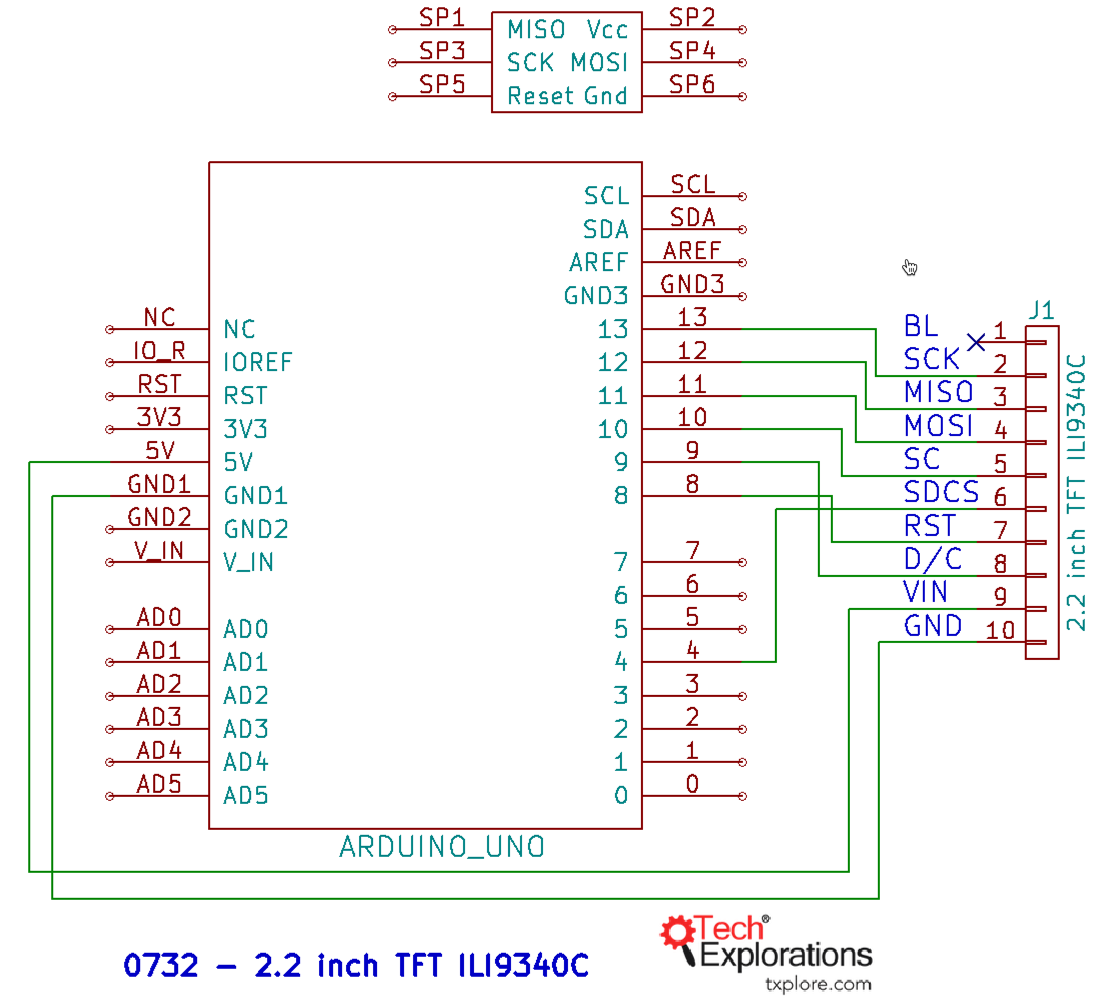 SP1 MISO Vcc SP2
SP3 SCK MOSI SP4
SP5 Reset Gnd SP6
SCL SCL
SDA SDA
AREF AREF
GND3 GND3
NC NC 13 13
IO_R IOREF 12 12
RST RST 11 11
3V3 3V3 10 10
5V 5V 9 9
GND1 GND1 8 8
GND2 GND2
V_IN V_IN 7 7
6 6
AD0 AD0 5 5
AD1 AD1 4 4
AD2 AD2 3 3
AD3 AD3 2 2
AD4 AD4 1 1
AD5 AD5 0 0
ARDUINO_UNO
J1
BL 1
SCK 2
MISO 3
MOSI 4
SC 5
SDCS 6
RST 7
D/C 8
VIN 9
GND 10
2.2 inch TFT ILI9340C
0732 - 2.2 inch TFT ILI9340C
Tech®
Explorations
txplore.com